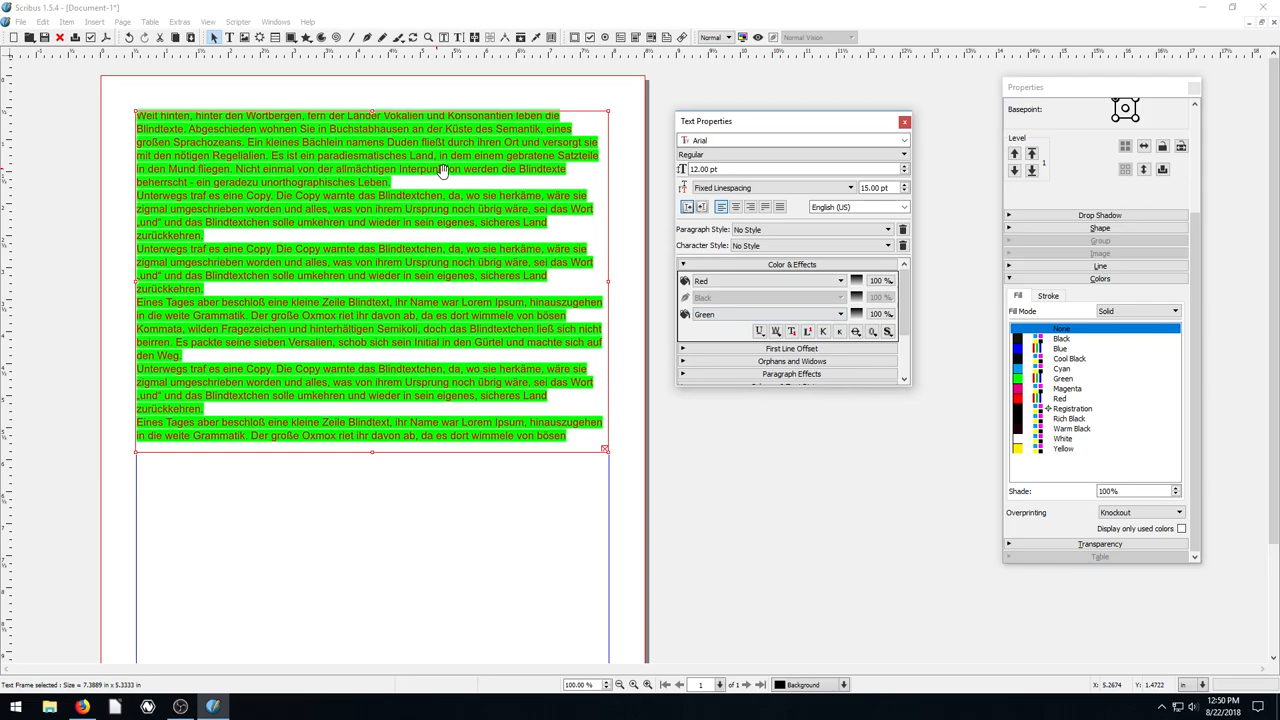 Scribus 1.5.4 - [Document-1*]
File Edit Item Insert Page Table Extras View Scripter Windows Help
Normal
Normal Vision
Weit hinten, hinter den Wortbergen, fern der Länder Vokalien und Konsonantien leben die
Blindtexte. Abgeschieden wohnen Sie in Buchstabhausen an der Küste des Semantik, eines
großen Sprachozeans. Ein kleines Bächlein namens Duden fließt durch ihren Ort und versorgt sie
mit den nötigen Regelialien. Es ist ein paradiesmatisches Land, in dem einem gebratene Satzteile
in den Mund fliegen. Nicht einmal von der allmächtigen Interpunktion werden die Blindtexte
beherrscht - ein geradezu unorthographisches Leben.
Unterwegs traf es eine Copy. Die Copy warnte das Blindtextchen, da, wo sie herkäme, wäre sie
zigmal umgeschrieben worden und alles, was von ihrem Ursprung noch übrig wäre, sei das Wort
„und“ und das Blindtextchen solle umkehren und wieder in sein eigenes, sicheres Land
zurückkehren.
Unterwegs traf es eine Copy. Die Copy warnte das Blindtextchen, da, wo sie herkäme, wäre sie
zigmal umgeschrieben worden und alles, was von ihrem Ursprung noch übrig wäre, sei das Wort
„und“ und das Blindtextchen solle umkehren und wieder in sein eigenes, sicheres Land
zurückkehren.
Eines Tages aber beschloß eine kleine Zeile Blindtext, ihr Name war Lorem Ipsum, hinauszugehen
in die weite Grammatik. Der große Oxmox riet ihr davon ab, da es dort wimmele von bösen
Kommata, wilden Fragezeichen und hinterhältigen Semikoli, doch das Blindtextchen ließ sich nicht
beirren. Es packte seine sieben Versalien, schob sich sein Initial in den Gürtel und machte sich auf
den Weg.
Unterwegs traf es eine Copy. Die Copy warnte das Blindtextchen, da, wo sie herkäme, wäre sie
zigmal umgeschrieben worden und alles, was von ihrem Ursprung noch übrig wäre, sei das Wort
„und“ und das Blindtextchen solle umkehren und wieder in sein eigenes, sicheres Land
zurückkehren.
Eines Tages aber beschloß eine kleine Zeile Blindtext, ihr Name war Lorem Ipsum, hinauszugehen
in die weite Grammatik. Der große Oxmox riet ihr davon ab, da es dort wimmele von bösen
Text Properties
Arial
Regular
12.00 pt
Fixed Linespacing 15.00 pt
English (US)
Paragraph Style: No Style
Character Style: No Style
Color & Effects
Red 100 %
Black 100 %
Green 100 %
First Line Offset
Orphans and Widows
Paragraph Effects
Properties
Basepoint:
Level
1
Drop Shadow
Shape
Group
Image
Line
Colors
Fill Stroke
Fill Mode Solid
None
Black
Blue
Cool Black
Cyan
Green
Magenta
Red
Registration
Rich Black
Warm Black
White
Yellow
Shade: 100%
Overprinting Knockout
Display only used colors
Transparency
Table
Text Frame selected : Size = 7.3889 in x 5.3333 in
100.00 %
1 of 1
Background
X: 5.2674 Y: 1.4722 in
12:50 PM
8/22/2018